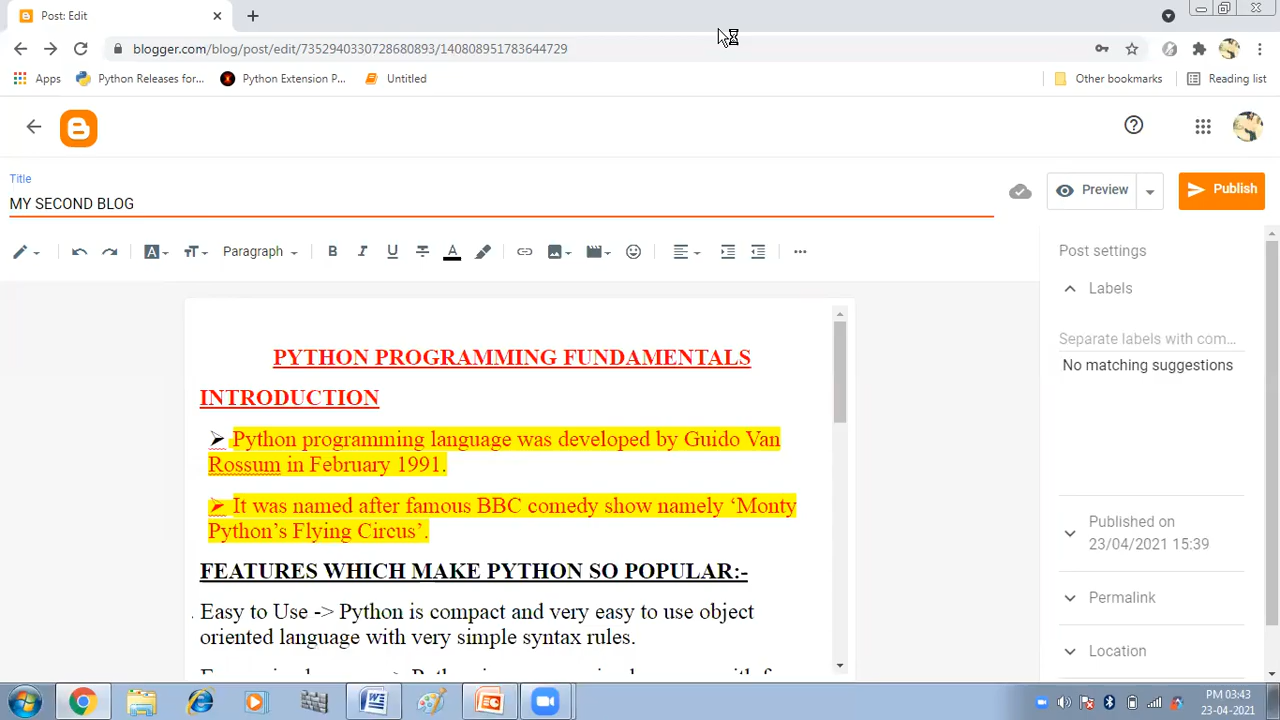 Post: Edit
blogger.com/blog/post/edit/7352940330728680893/140808951783644729
Apps Python Releases for... Python Extension P... Untitled Other bookmarks Reading list
Title
MY SECOND BLOG
Preview Publish
Paragraph B I U A
Post settings
Labels
Separate labels with com...
No matching suggestions
Published on
23/04/2021 15:39
Permalink
Location
PYTHON PROGRAMMING FUNDAMENTALS
INTRODUCTION
➢ Python programming language was developed by Guido Van
Rossum in February 1991.
➢ It was named after famous BBC comedy show namely ‘Monty
Python’s Flying Circus’.
FEATURES WHICH MAKE PYTHON SO POPULAR:-
. Easy to Use -> Python is compact and very easy to use object
oriented language with very simple syntax rules.
PM 03:43
23-04-2021